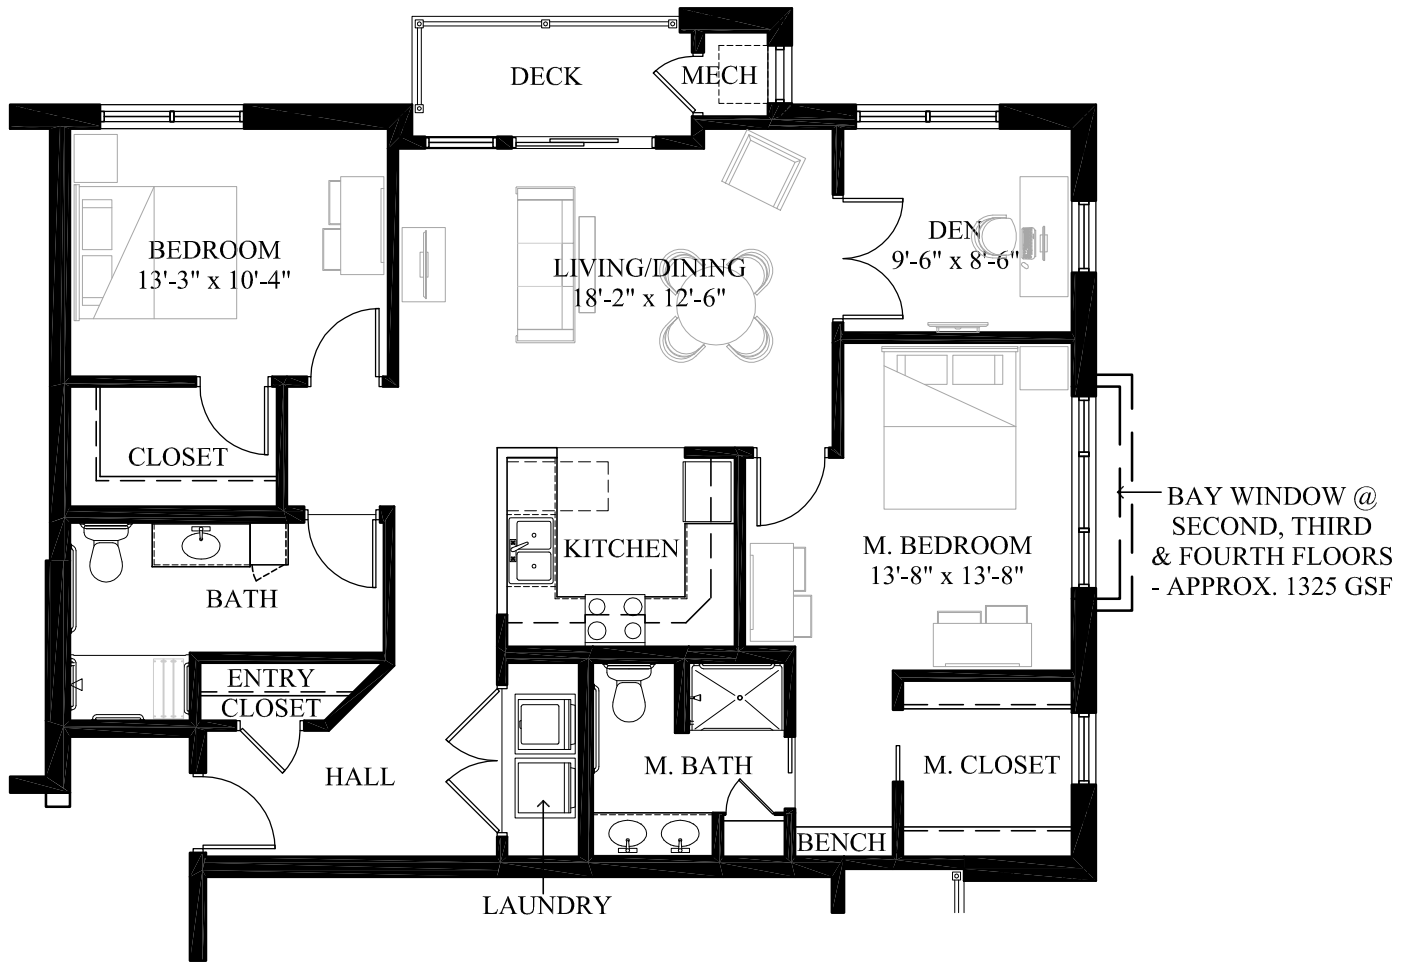 DECK
MECH
BEDROOM
13'-3" x 10'-4"
LIVING/DINING
18'-2" x 12'-6"
DEN
9'-6" x 8'-6"
CLOSET
KITCHEN
M. BEDROOM
13'-8" x 13'-8"
BAY WINDOW @
SECOND, THIRD
& FOURTH FLOORS
- APPROX. 1325 GSF
BATH
ENTRY
CLOSET
HALL
M. BATH
M. CLOSET
BENCH
LAUNDRY